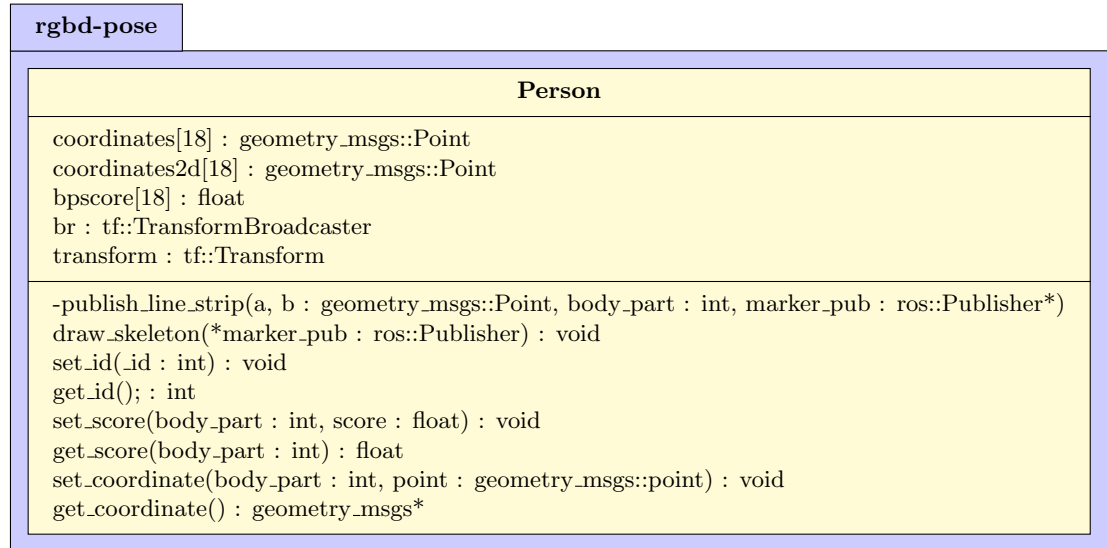 rgbd-pose
Person
coordinates[18] : geometry_msgs::Point
coordinates2d[18] : geometry_msgs::Point
bpscore[18] : float
br : tf::TransformBroadcaster
transform : tf::Transform
-publish_line_strip(a, b : geometry_msgs::Point, body_part : int, marker_pub : ros::Publisher*)
draw_skeleton(*marker_pub : ros::Publisher) : void
set_id(_id : int) : void
get_id(); : int
set_score(body_part : int, score : float) : void
get_score(body_part : int) : float
set_coordinate(body_part : int, point : geometry_msgs::point) : void
get_coordinate() : geometry_msgs*